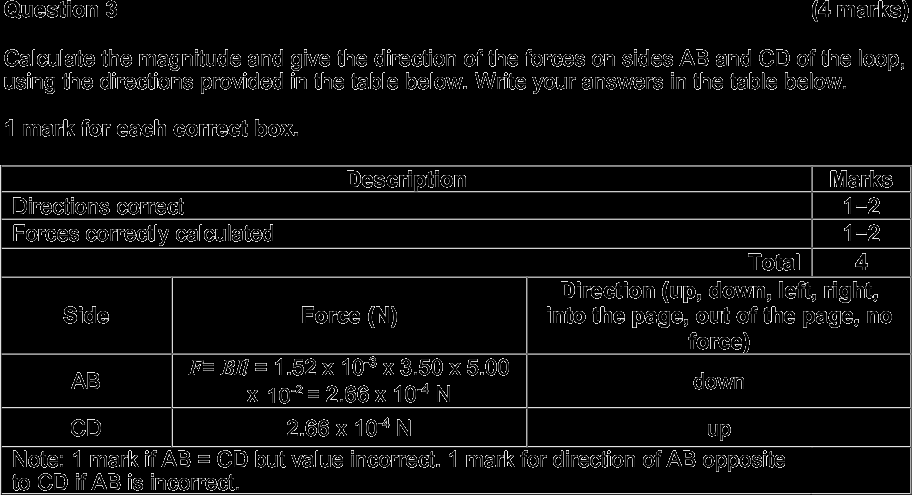 Question 3 (4 marks)
Calculate the magnitude and give the direction of the forces on sides AB and CD of the loop,
using the directions provided in the table below. Write your answers in the table below.
1 mark for each correct box.
Description Marks
Directions correct 1–2
Forces correctly calculated 1–2
Total 4
Side Force (N) Direction (up, down, left, right,
into the page, out of the page, no
force)
AB F= BIl = 1.52 x 10⁻³ x 3.50 x 5.00
x 10⁻² = 2.66 x 10⁻⁴ N down
CD 2.66 x 10⁻⁴ N up
Note: 1 mark if AB = CD but value incorrect. 1 mark for direction of AB opposite
to CD if AB is incorrect.